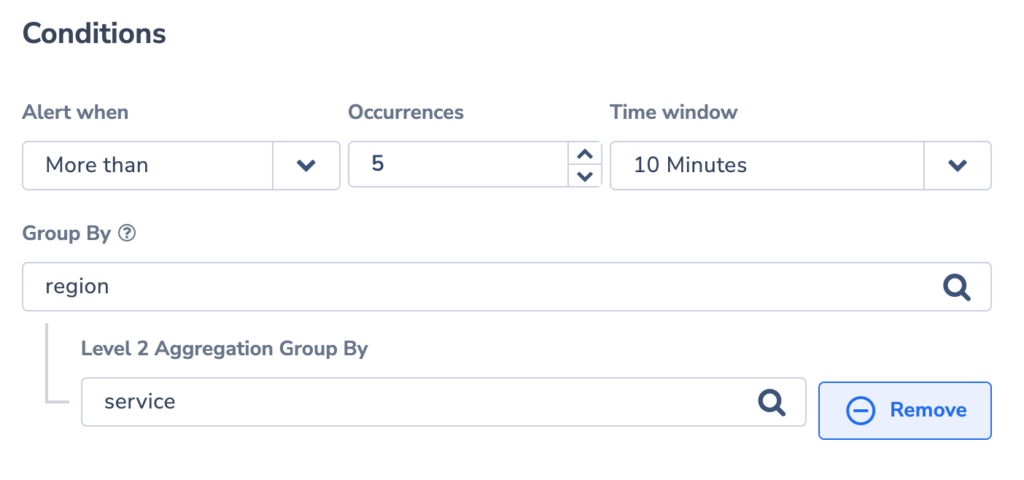 Conditions
Alert when Occurrences Time window
More than 5 10 Minutes
Group By ?
region
Level 2 Aggregation Group By
service Remove